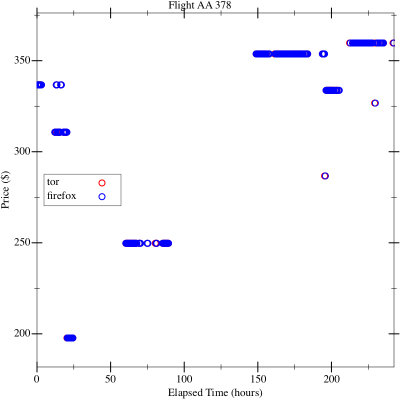 Flight AA 378
350
300
250
200
Price ($)
tor
firefox
0 50 100 150 200
Elapsed Time (hours)